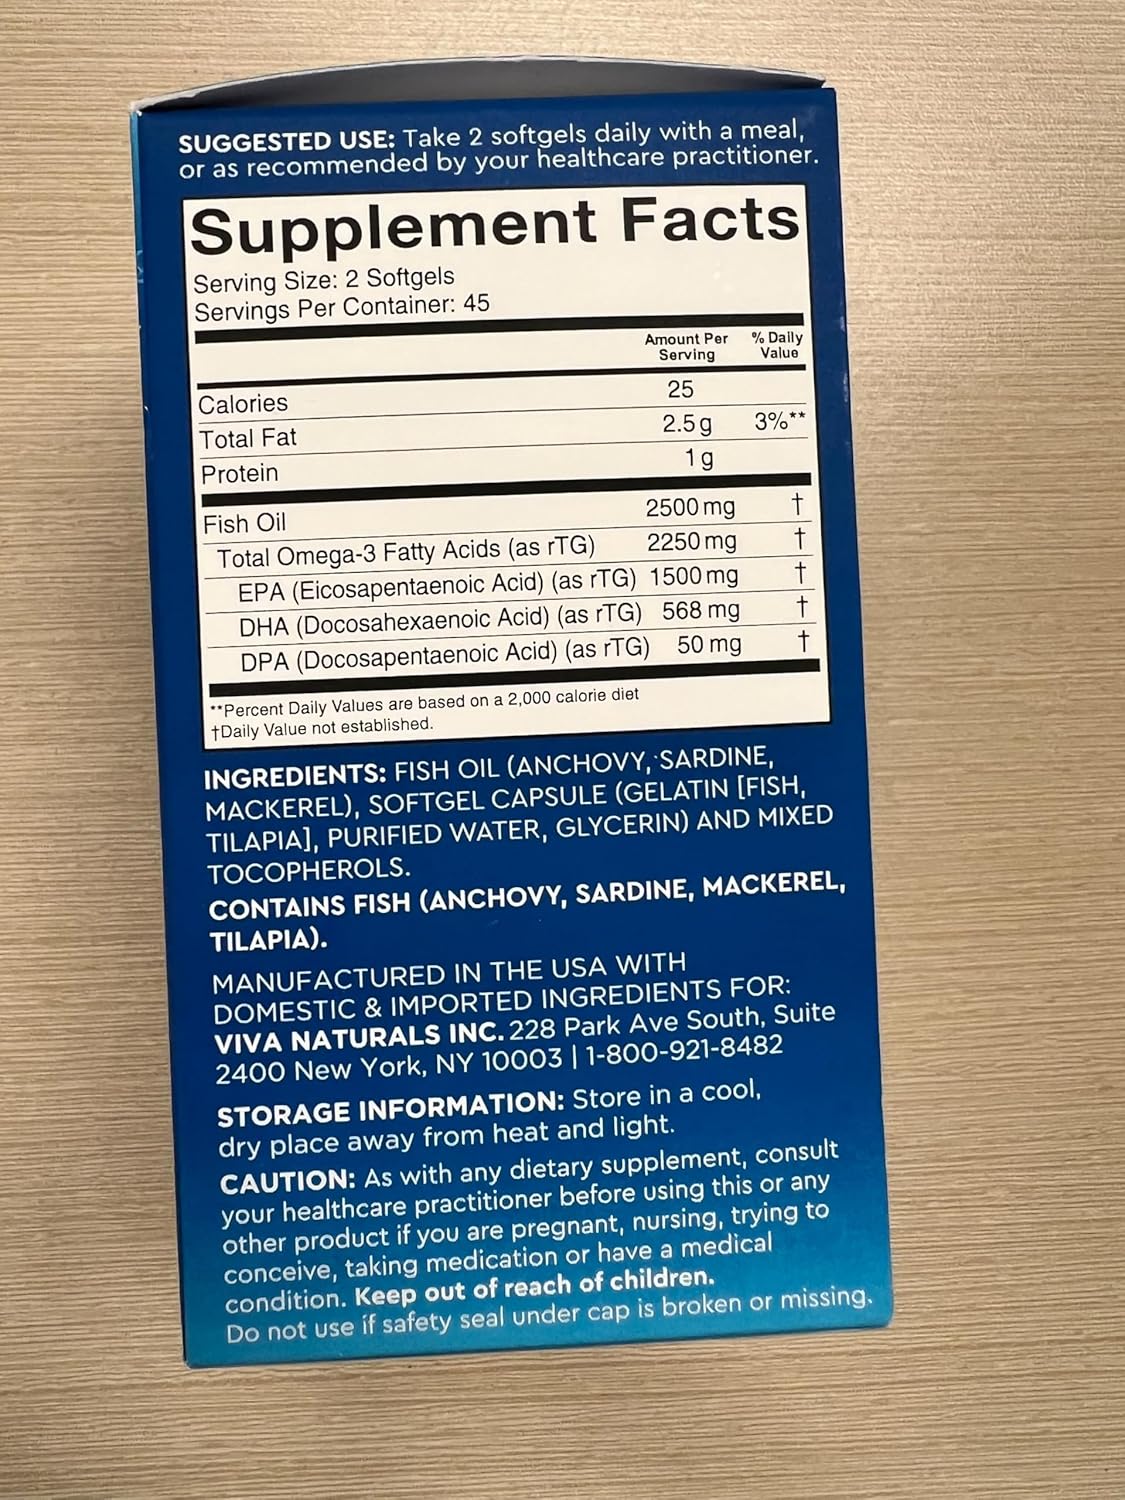 SUGGESTED USE: Take 2 softgels daily with a meal,
or as recommended by your healthcare practitioner.
Supplement Facts
Serving Size: 2 Softgels
Servings Per Container: 45
Amount Per Serving % Daily Value
Calories 25
Total Fat 2.5 g 3%**
Protein 1 g
Fish Oil 2500 mg †
Total Omega-3 Fatty Acids (as rTG) 2250 mg †
EPA (Eicosapentaenoic Acid) (as rTG) 1500 mg †
DHA (Docosahexaenoic Acid) (as rTG) 568 mg †
DPA (Docosapentaenoic Acid) (as rTG) 50 mg †
**Percent Daily Values are based on a 2,000 calorie diet
†Daily Value not established.
INGREDIENTS: FISH OIL (ANCHOVY, SARDINE,
MACKEREL), SOFTGEL CAPSULE (GELATIN [FISH,
TILAPIA], PURIFIED WATER, GLYCERIN) AND MIXED
TOCOPHEROLS.
CONTAINS FISH (ANCHOVY, SARDINE, MACKEREL,
TILAPIA).
MANUFACTURED IN THE USA WITH
DOMESTIC & IMPORTED INGREDIENTS FOR:
VIVA NATURALS INC. 228 Park Ave South, Suite
2400 New York, NY 10003 | 1-800-921-8482
STORAGE INFORMATION: Store in a cool,
dry place away from heat and light.
CAUTION: As with any dietary supplement, consult
your healthcare practitioner before using this or any
other product if you are pregnant, nursing, trying to
conceive, taking medication or have a medical
condition. Keep out of reach of children.
Do not use if safety seal under cap is broken or missing.